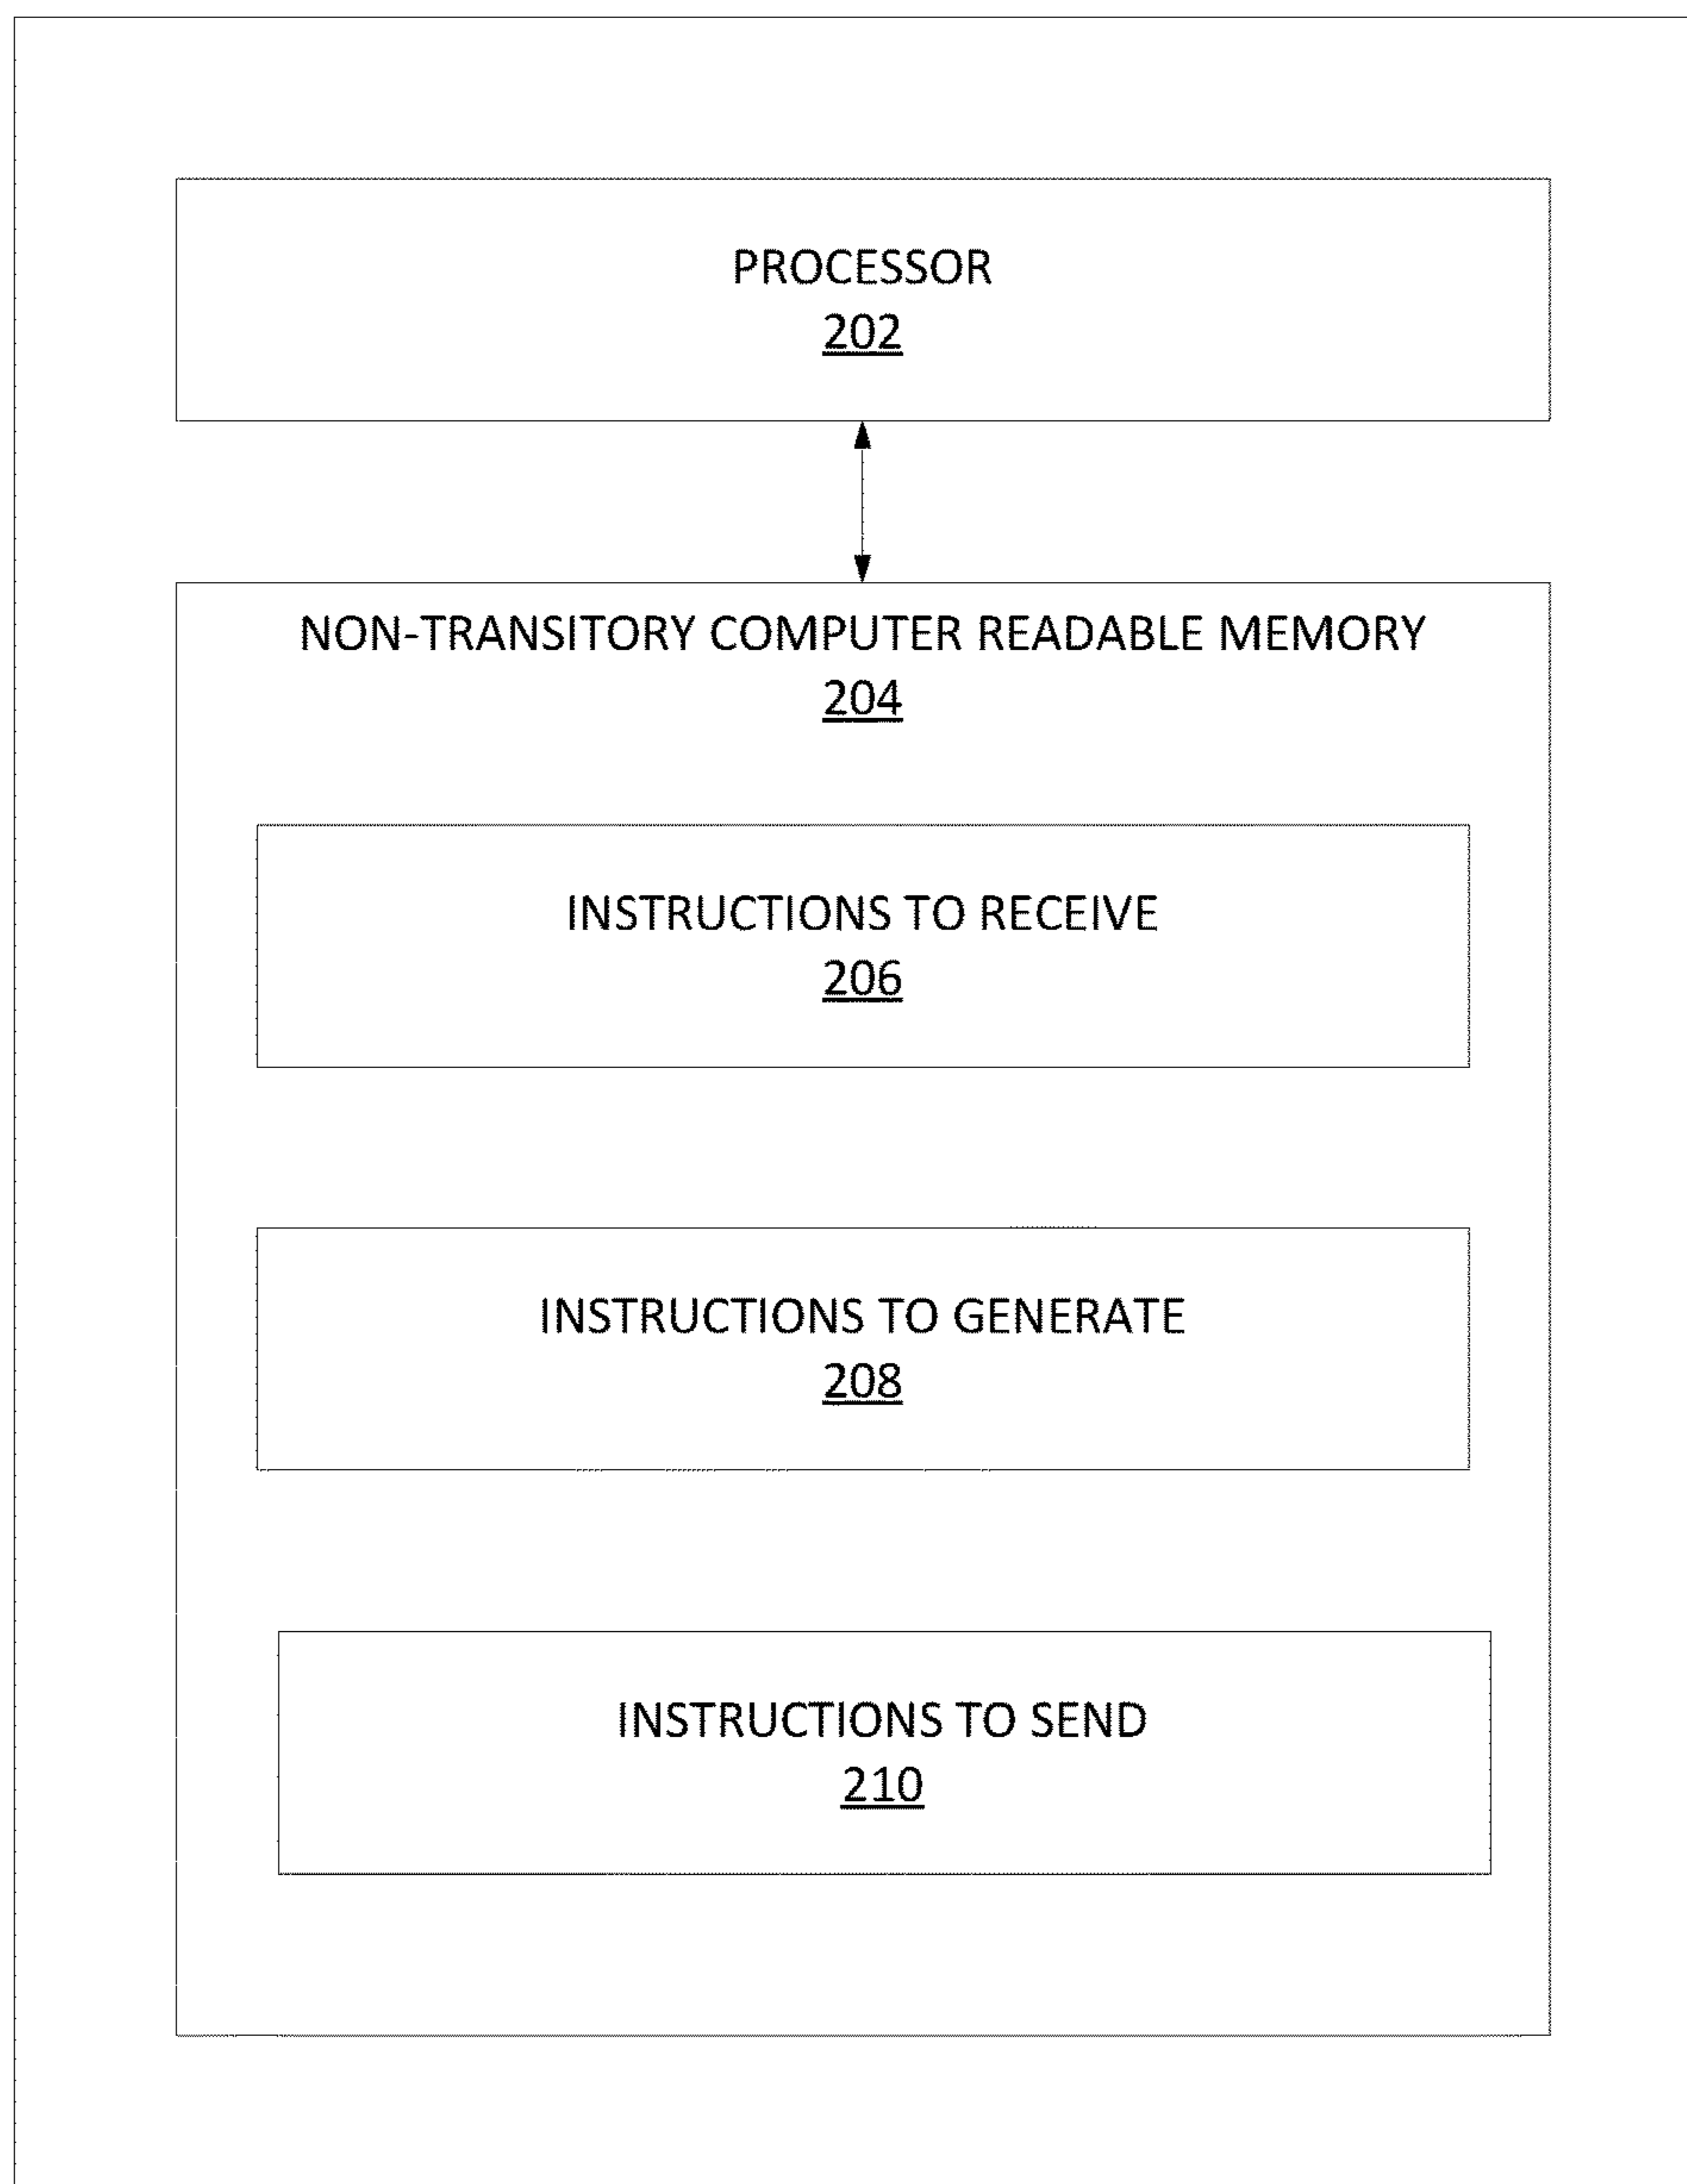 PROCESSOR
202
NON-TRANSITORY COMPUTER READABLE MEMORY
204
INSTRUCTIONS TO RECEIVE
206
INSTRUCTIONS TO GENERATE
208
INSTRUCTIONS TO SEND
210